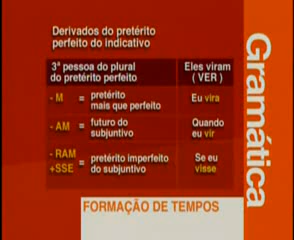 Derivados do pretérito
perfeito do indicativo
3ª pessoa do plural
do pretérito perfeito
Eles viram
( VER )
- M = pretérito
mais que perfeito
Eu vira
- AM = futuro do
subjuntivo
Quando
eu vir
- RAM
+SSE = pretérito imperfeito
do subjuntivo
Se eu
visse
FORMAÇÃO DE TEMPOS
Gramática